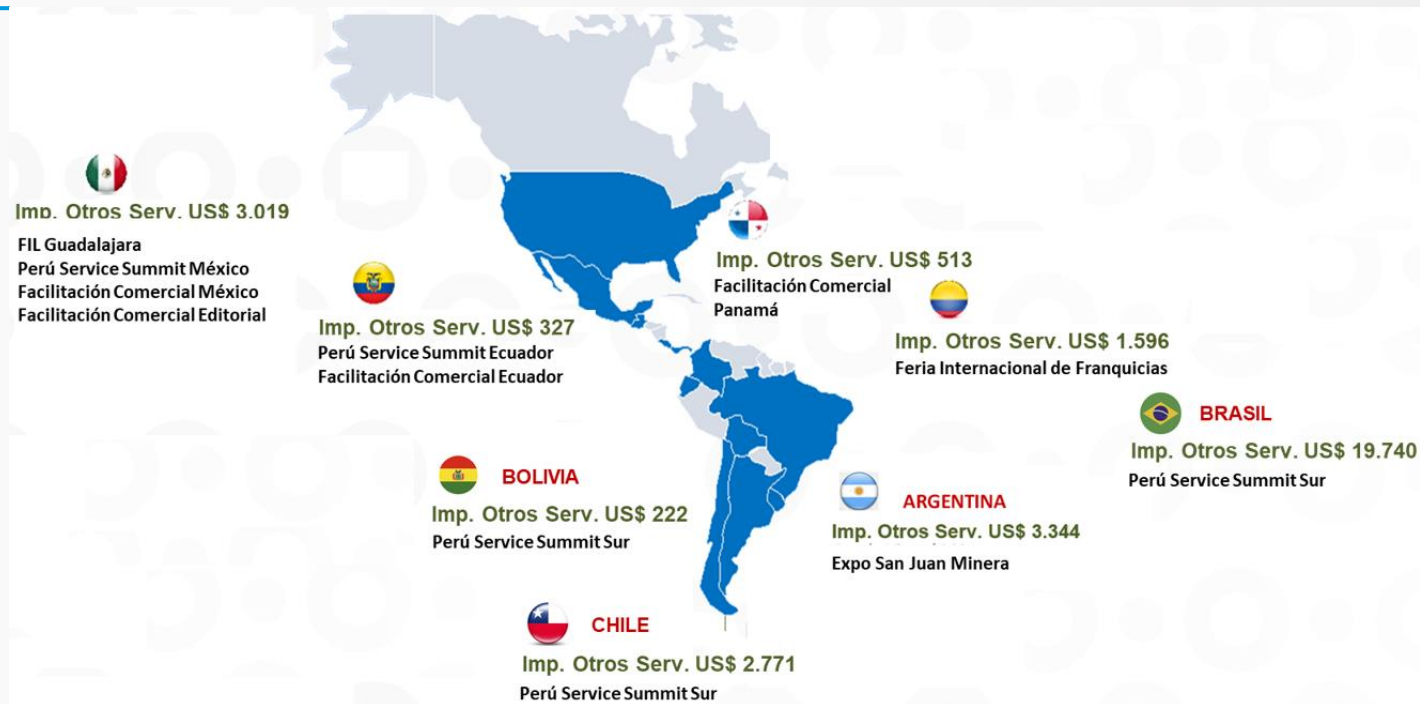 Imp. Otros Serv. US$ 3.019
FIL Guadalajara
Perú Service Summit México
Facilitación Comercial México
Facilitación Comercial Editorial
Imp. Otros Serv. US$ 327
Perú Service Summit Ecuador
Facilitación Comercial Ecuador
Imp. Otros Serv. US$ 513
Facilitación Comercial
Panamá
Imp. Otros Serv. US$ 1.596
Feria Internacional de Franquicias
BRASIL
Imp. Otros Serv. US$ 19.740
Perú Service Summit Sur
BOLIVIA
Imp. Otros Serv. US$ 222
Perú Service Summit Sur
ARGENTINA
Imp. Otros Serv. US$ 3.344
Expo San Juan Minera
CHILE
Imp. Otros Serv. US$ 2.771
Perú Service Summit Sur